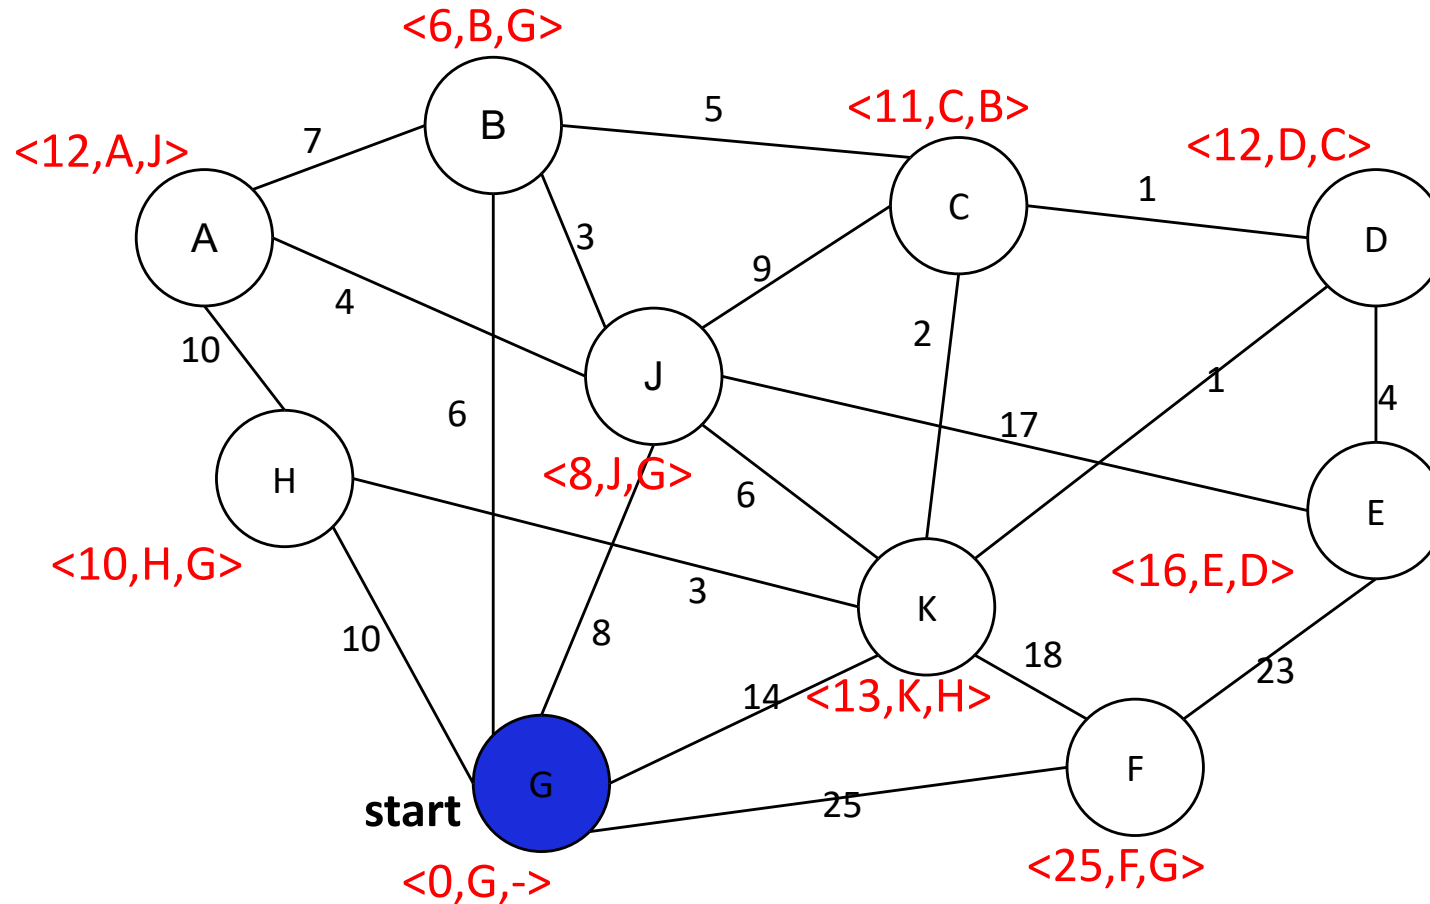 <6,B,G>
B
5
<11,C,B>
<12,D,C>
<12,A,J>
7
A
C
1
D
3
9
4
10
2
J
1
4
17
6
<8,J,G>
6
H
E
<10,H,G>
<16,E,D>
3
K
10
8
18
23
14
<13,K,H>
G
F
start
25
<0,G,->
<25,F,G>